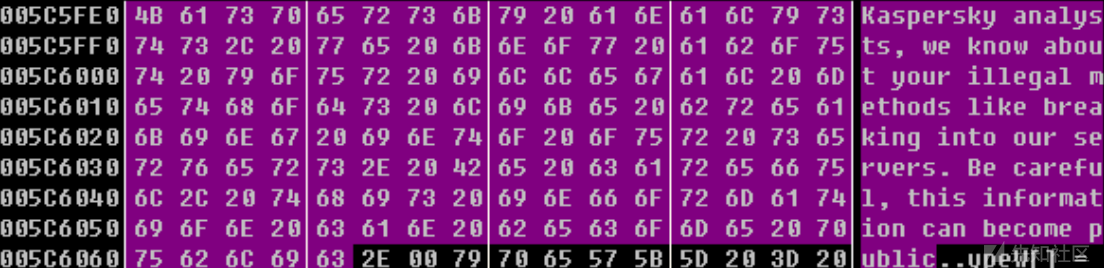 005C5FE0 4B 61 73 70 65 72 73 6B 79 20 61 6E 61 6C 79 73 Kaspersky analys
005C5FF0 74 73 2C 20 77 65 20 6B 6E 6F 77 20 61 62 6F 75 ts, we know abou
005C6000 74 20 79 6F 75 72 20 69 6C 6C 65 67 61 6C 20 6D t your illegal m
005C6010 65 74 68 6F 64 73 20 6C 69 6B 65 20 62 72 65 61 ethods like brea
005C6020 6B 69 6E 67 20 69 6E 74 6F 20 6F 75 72 20 73 65 king into our se
005C6030 72 76 65 72 73 2E 20 42 65 20 63 61 72 65 66 75 rvers. Be carefu
005C6040 6C 2C 20 74 68 69 73 20 69 6E 66 6F 72 6D 61 74 l, this informat
005C6050 69 6F 6E 20 63 61 6E 20 62 65 63 6F 6D 65 20 70 ion can become p
005C6060 75 62 6C 69 63 2E 00 79 70 65 57 5B 5D 20 3D 20 ublic..ypeW[] =